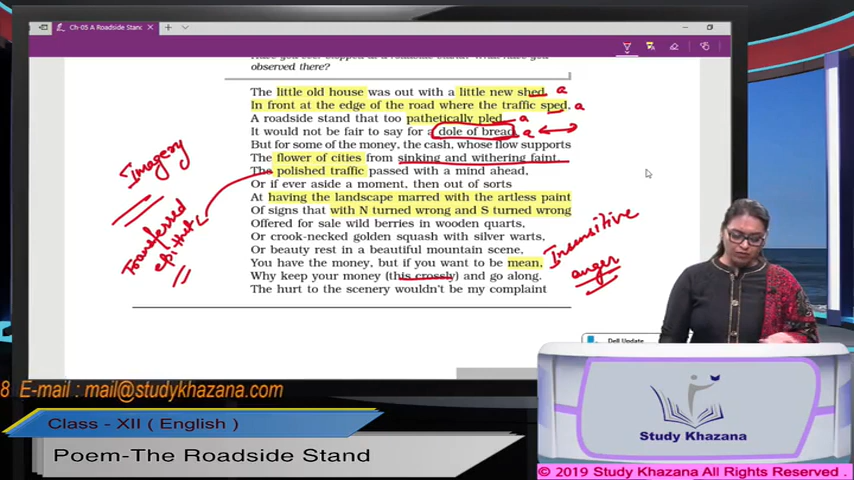 Ch-05 A Roadside Stand
observed there?
The little old house was out with a little new shed a
In front at the edge of the road where the traffic sped, a
A roadside stand that too pathetically pled, a
It would not be fair to say for a dole of bread, a
But for some of the money, the cash, whose flow supports
The flower of cities from sinking and withering faint.
The polished traffic passed with a mind ahead,
Or if ever aside a moment, then out of sorts
At having the landscape marred with the artless paint
Of signs that with N turned wrong and S turned wrong
Offered for sale wild berries in wooden quarts,
Or crook-necked golden squash with silver warts,
Or beauty rest in a beautiful mountain scene,
You have the money, but if you want to be mean,
Why keep your money (this crossly) and go along.
The hurt to the scenery wouldn't be my complaint
Imagery
Transferred
epithet
Insensitive
anger
Dell Update
Study Khazana
8 E-mail : mail@studykhazana.com
Class - XII ( English )
Poem-The Roadside Stand
© 2019 Study Khazana All Rights Reserved .